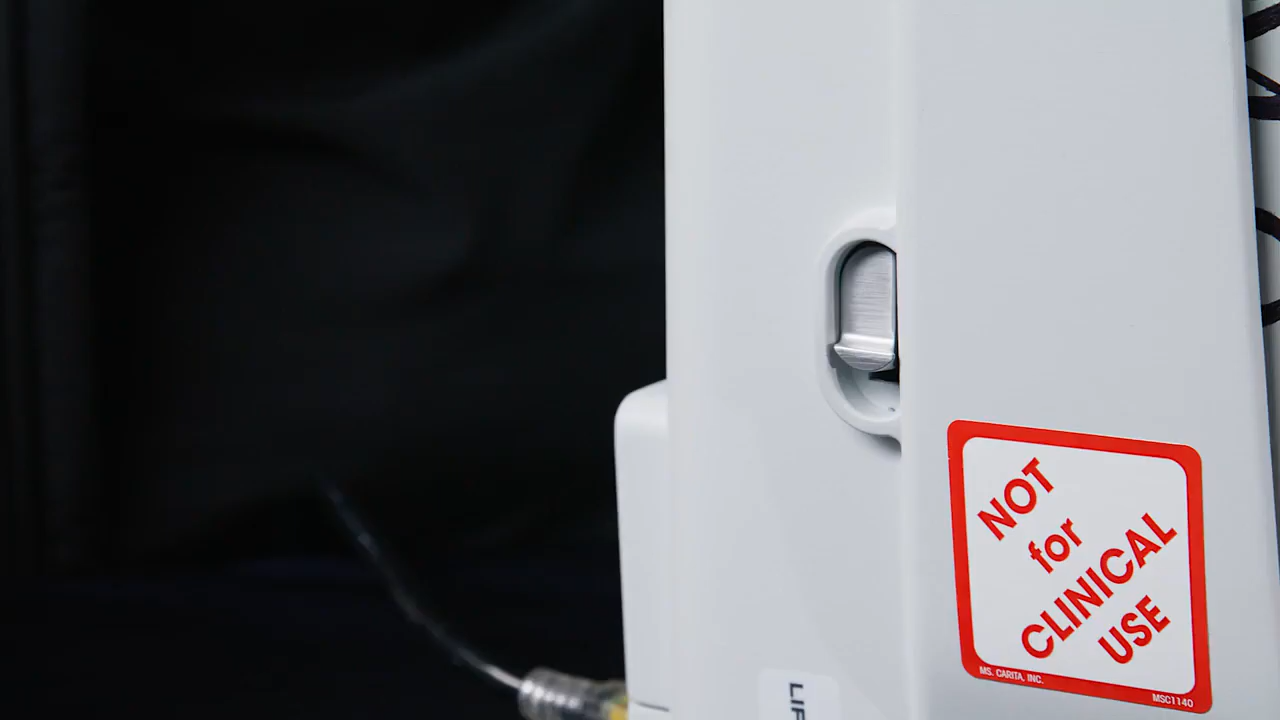 NOT
for
CLINICAL
USE
MS. CARITA, INC.
MSC1140